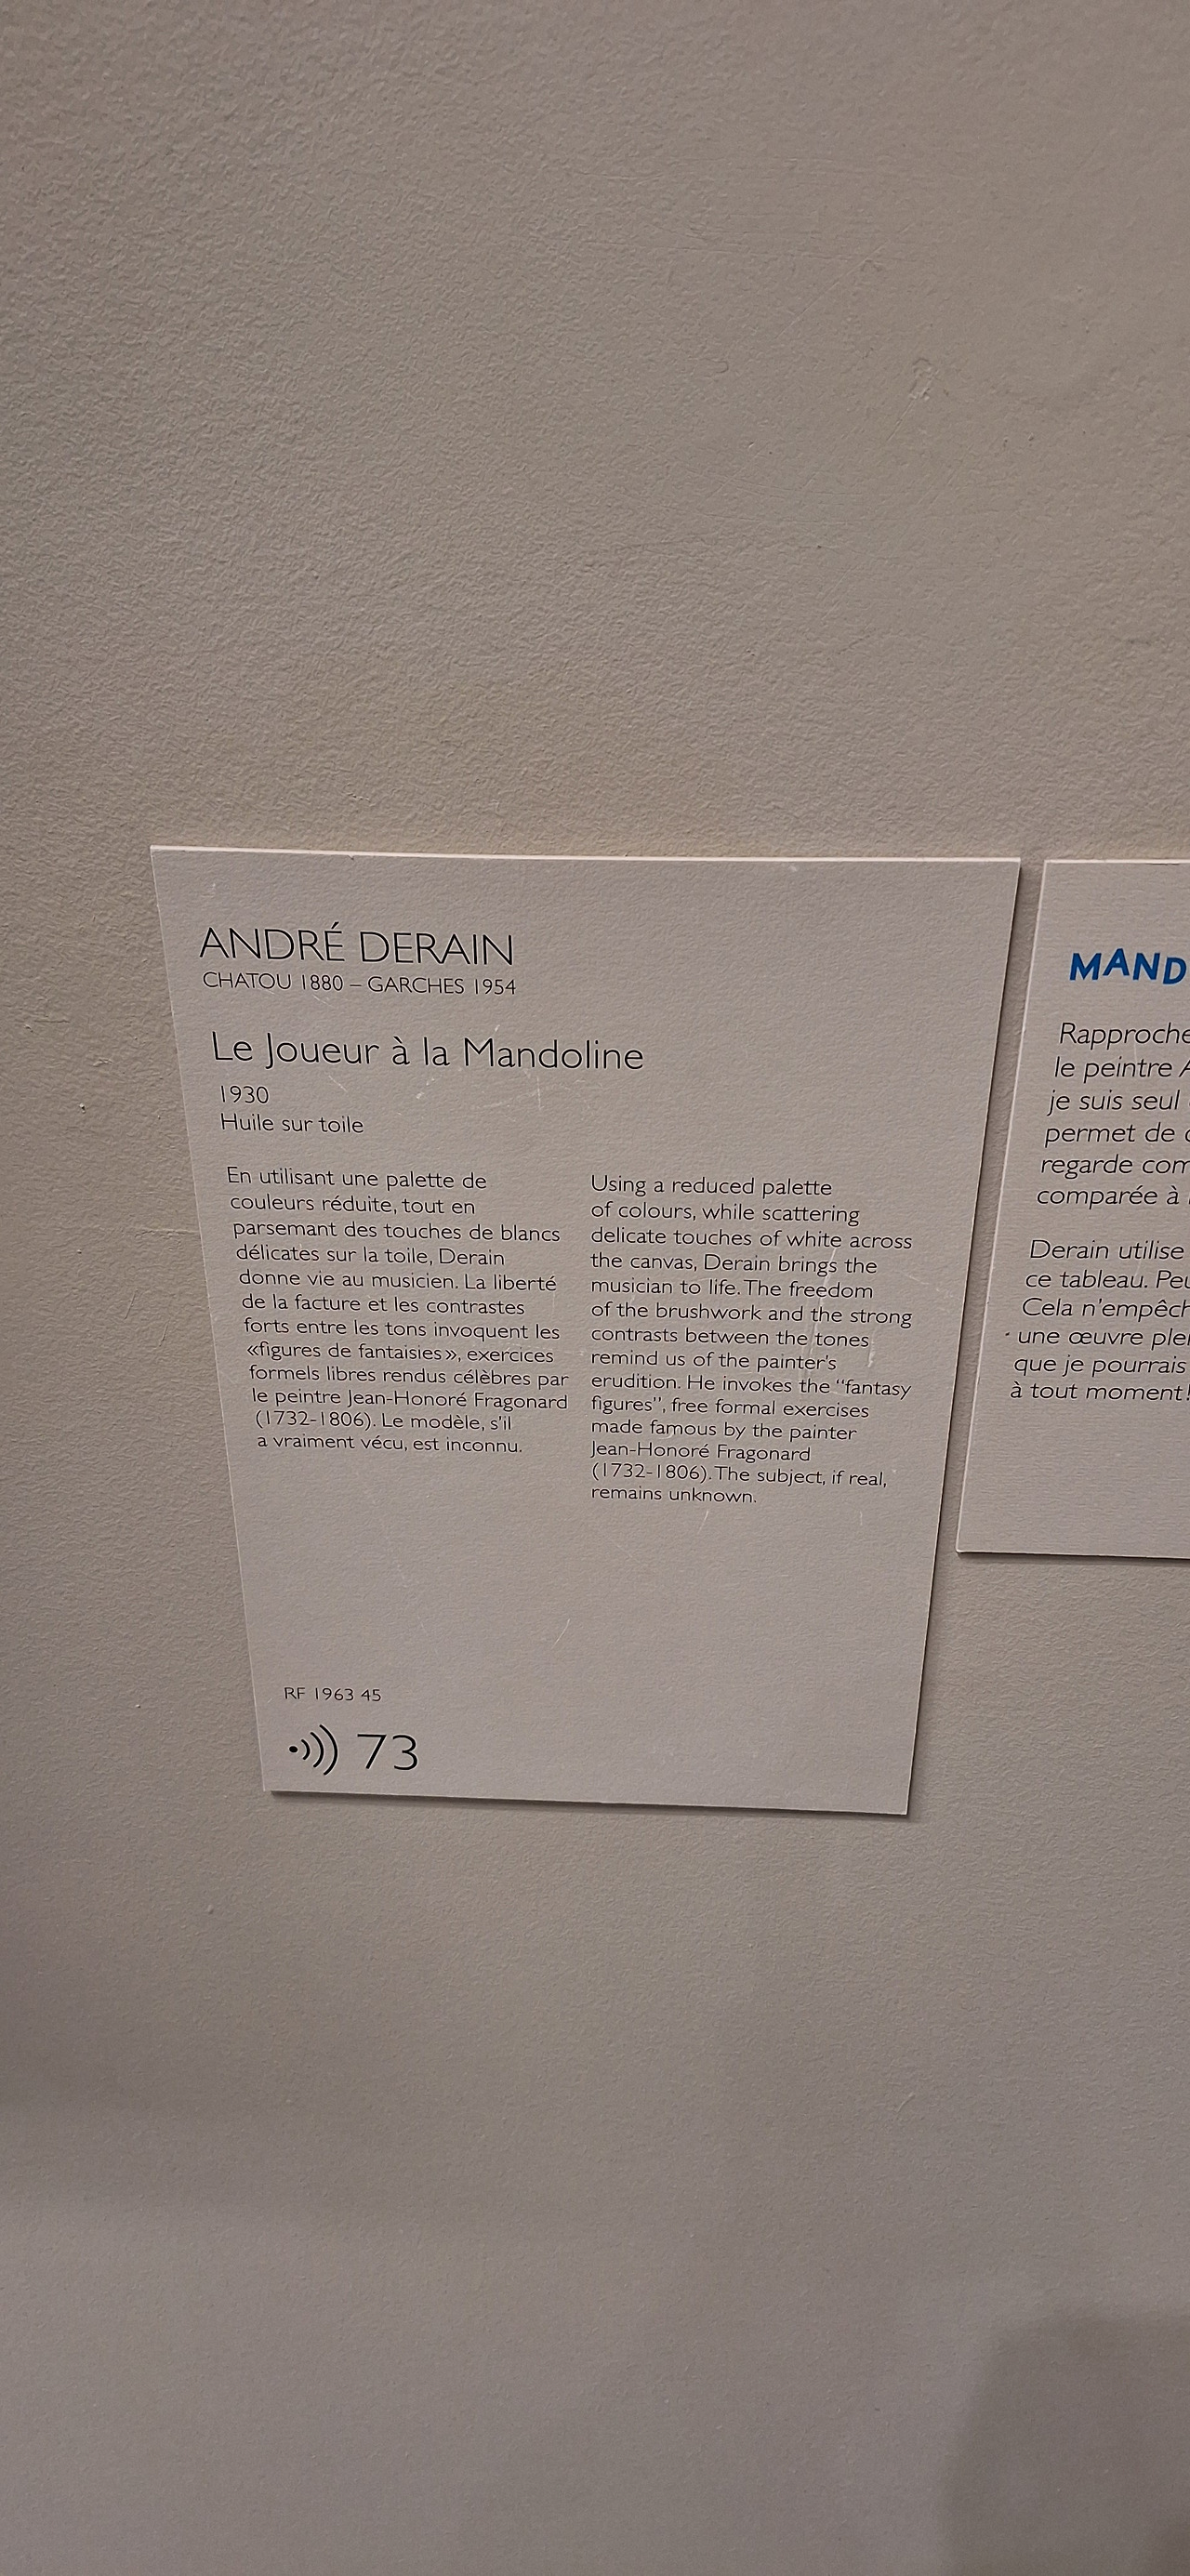 ANDRÉ DERAIN
CHATOU 1880 – GARCHES 1954
Le Joueur à la Mandoline
1930
Huile sur toile
En utilisant une palette de
couleurs réduite, tout en
parsemant des touches de blancs
délicates sur la toile, Derain
donne vie au musicien. La liberté
de la facture et les contrastes
forts entre les tons invoquent les
«figures de fantaisies», exercices
formels libres rendus célèbres par
le peintre Jean-Honoré Fragonard
(1732-1806). Le modèle, s'il
a vraiment vécu, est inconnu.
Using a reduced palette
of colours, while scattering
delicate touches of white across
the canvas, Derain brings the
musician to life. The freedom
of the brushwork and the strong
contrasts between the tones
remind us of the painter's
erudition. He invokes the “fantasy
figures”, free formal exercises
made famous by the painter
Jean-Honoré Fragonard
(1732-1806). The subject, if real,
remains unknown.
RF 1963 45
73
MAND
Rapproche
le peintre A
je suis seul
permet de
regarde com
comparée à
Derain utilise
ce tableau. Peu
Cela n'empêch
une œuvre plei
que je pourrais
à tout moment!